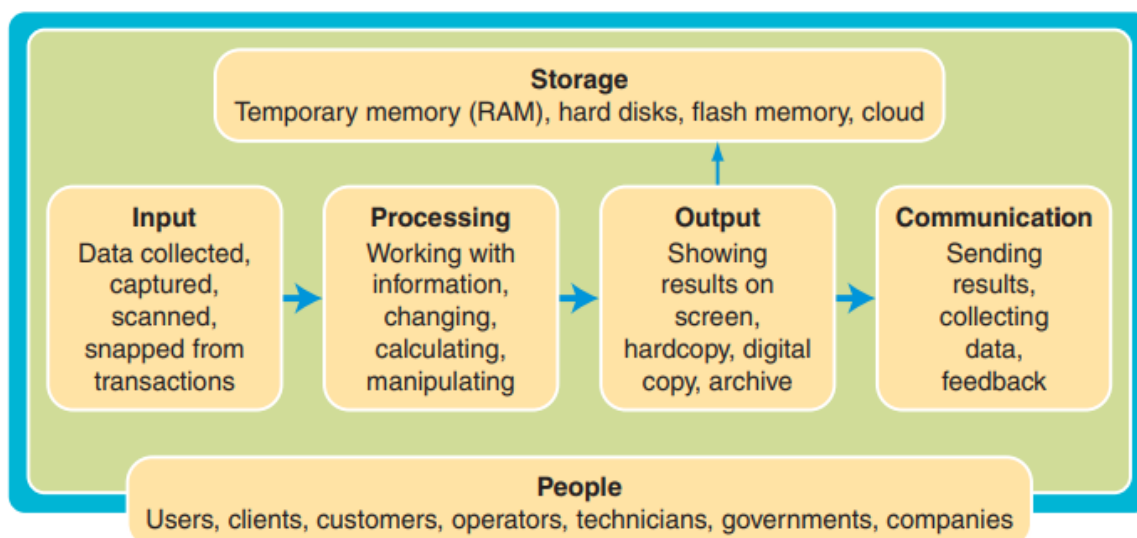 Storage
Temporary memory (RAM), hard disks, flash memory, cloud
Input
Data collected,
captured,
scanned,
snapped from
transactions
Processing
Working with
information,
changing,
calculating,
manipulating
Output
Showing
results on
screen,
hardcopy, digital
copy, archive
Communication
Sending
results,
collecting
data,
feedback
People
Users, clients, customers, operators, technicians, governments, companies